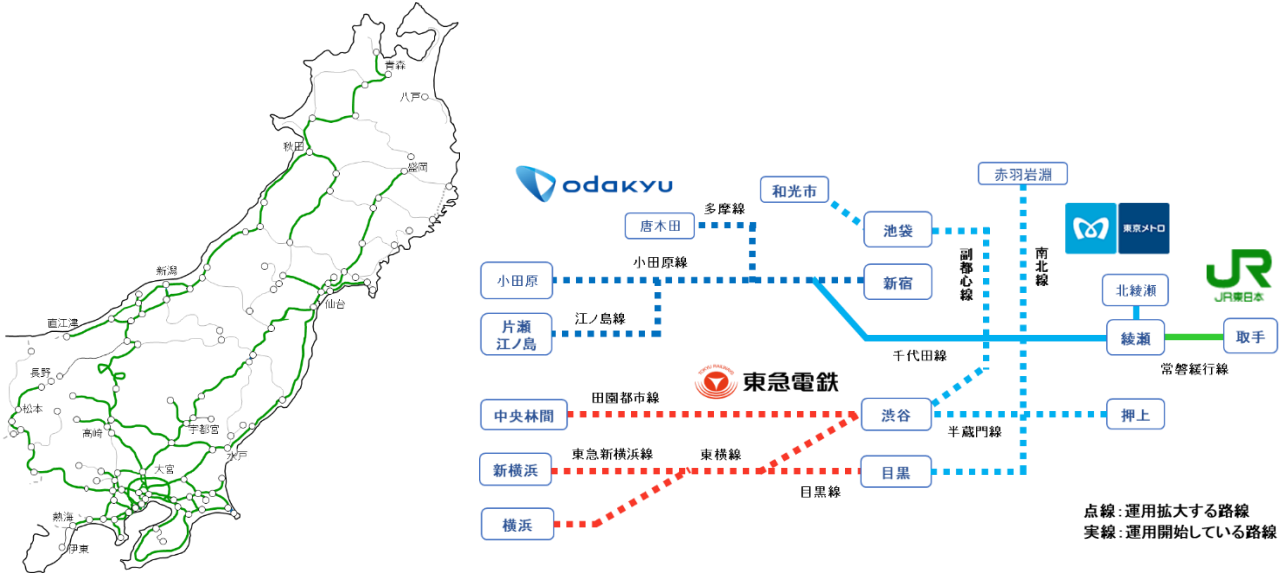 青森
八戸
秋田
盛岡
新潟
仙台
直江津
長野
松本
高崎
宇都宮
水戸
大宮
熱海
伊東
odakyu
和光市
赤羽岩淵
唐木田
多摩線
池袋
東京メトロ
副都心線
南北線
小田原
小田原線
新宿
北綾瀬
JR
JR東日本
片瀬
江ノ島
江ノ島線
千代田線
綾瀬
取手
常磐緩行線
東急電鉄
中央林間
田園都市線
渋谷
半蔵門線
押上
新横浜
東急新横浜線
東横線
目黒線
目黒
横浜
点線:運用拡大する路線
実線:運用開始している路線